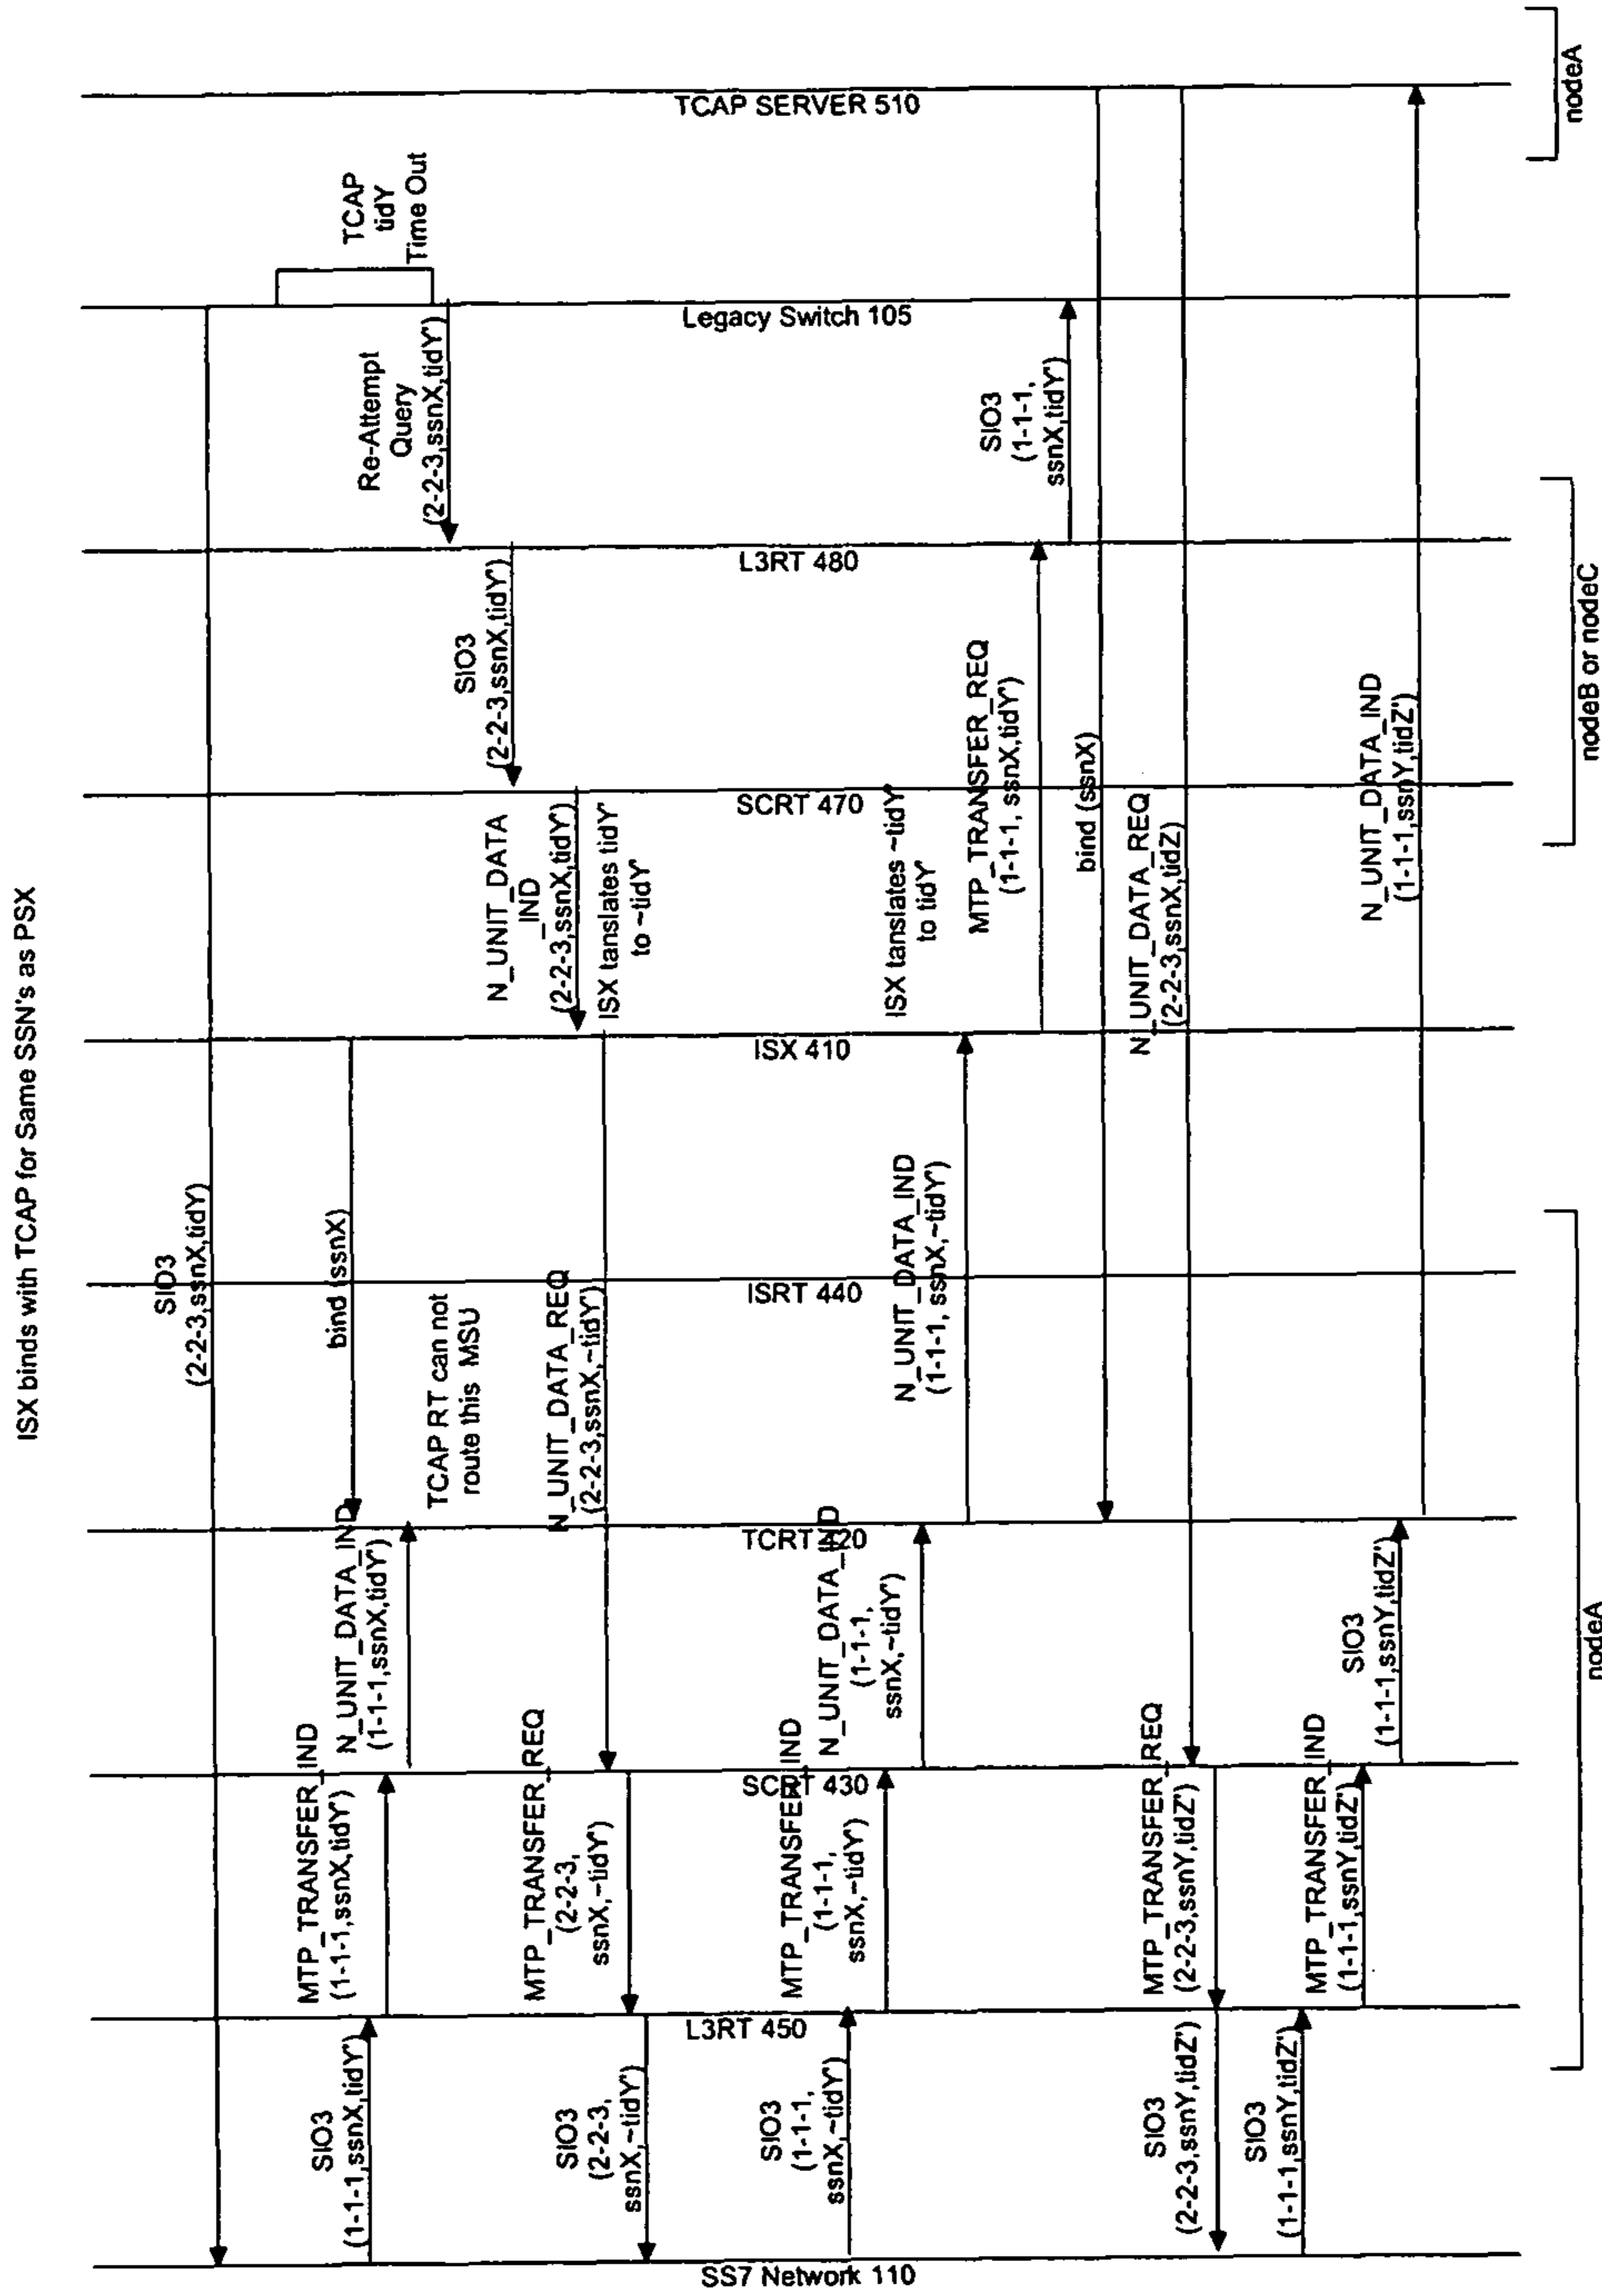 ISX binds with TCAP for Same SSN's as PSX
SS7 Network 110
L3RT 450
SCRT 430
TCRT 420
ISRT 440
ISX 410
SCRT 470
L3RT 480
Legacy Switch 105
TCAP SERVER 510
SIO3
(2-2-3,ssnX,tidY)
bind (ssnX)
SIO3
(1-1-1,ssnX,tidY')
MTP_TRANSFER_IND
(1-1-1,ssnX,tidY')
N_UNIT_DATA_IND
(1-1-1,ssnX,tidY')
TCAP RT can not
route this MSU
TCAP
tidY
Time Out
Re-Attempt
Query
(2-2-3,ssnX,tidY')
SIO3
(2-2-3,ssnX,tidY')
N_UNIT_DATA
_IND
(2-2-3,ssnX,tidY')
ISX tanslates tidY'
to ~tidY'
N_UNIT_DATA_REQ
(2-2-3,ssnX,~tidY')
MTP_TRANSFER_REQ
(2-2-3,
ssnX,~tidY')
SIO3
(2-2-3,
ssnX,~tidY')
SIO3
(1-1-1,
ssnX,~tidY')
MTP_TRANSFER_IND
(1-1-1,
ssnX,~tidY')
N_UNIT_DATA_IND
(1-1-1,
ssnX,~tidY')
N_UNIT_DATA_IND
(1-1-1, ssnX,~tidY')
ISX tanslates ~tidY'
to tidY'
MTP_TRANSFER_REQ
(1-1-1, ssnX,tidY')
SIO3
(1-1-1,
ssnX,tidY')
bind (ssnX)
N_UNIT_DATA_REQ
(2-2-3,ssnX,tidZ)
MTP_TRANSFER_REQ
(2-2-3,ssnY,tidZ')
SIO3
(2-2-3,ssnY,tidZ')
SIO3
(1-1-1,ssnY,tidZ')
MTP_TRANSFER_IND
(1-1-1,ssnY,tidZ')
SIO3
(1-1-1,ssnY,tidZ')
N_UNIT_DATA_IND
(1-1-1,ssnY,tidZ')
nodeA
nodeB or nodeC
nodeA